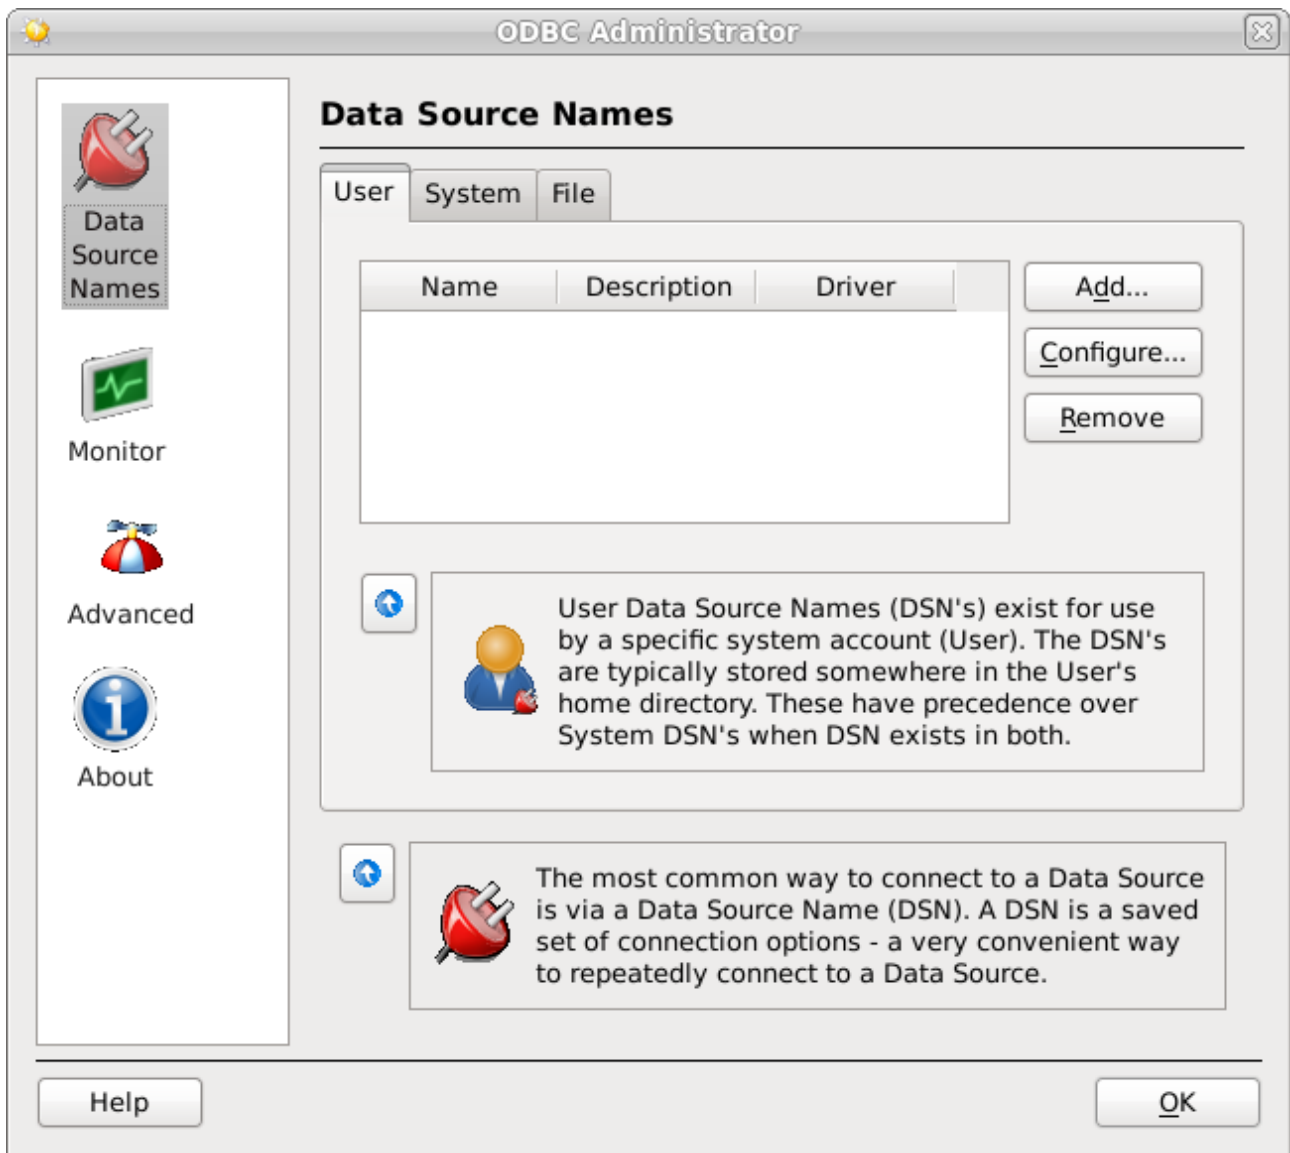 ODBC Administrator
Data
Source
Names
Monitor
Advanced
About
Data Source Names
User System File
Name Description Driver
Add...
Configure...
Remove
User Data Source Names (DSN's) exist for use
by a specific system account (User). The DSN's
are typically stored somewhere in the User's
home directory. These have precedence over
System DSN's when DSN exists in both.
The most common way to connect to a Data Source
is via a Data Source Name (DSN). A DSN is a saved
set of connection options - a very convenient way
to repeatedly connect to a Data Source.
Help OK